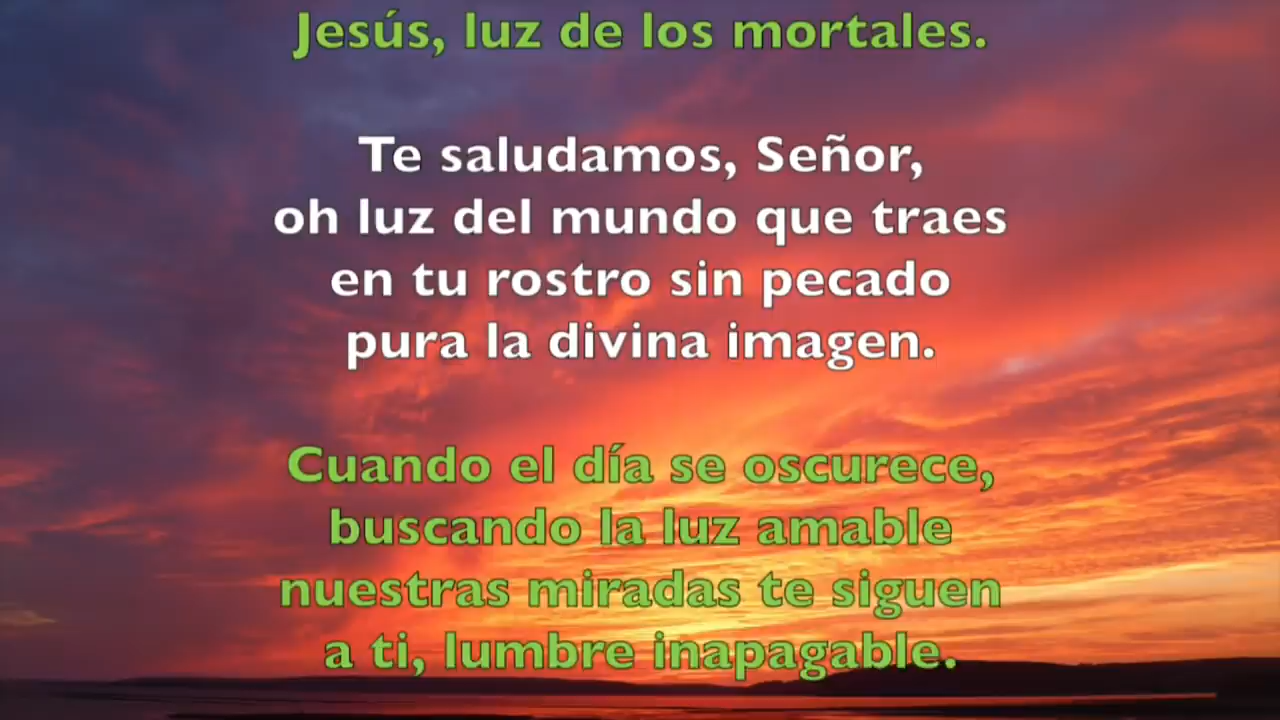 Jesús, luz de los mortales.
Te saludamos, Señor,
oh luz del mundo que traes
en tu rostro sin pecado
pura la divina imagen.
Cuando el día se oscurece,
buscando la luz amable
nuestras miradas te siguen
a ti, lumbre inapagable.